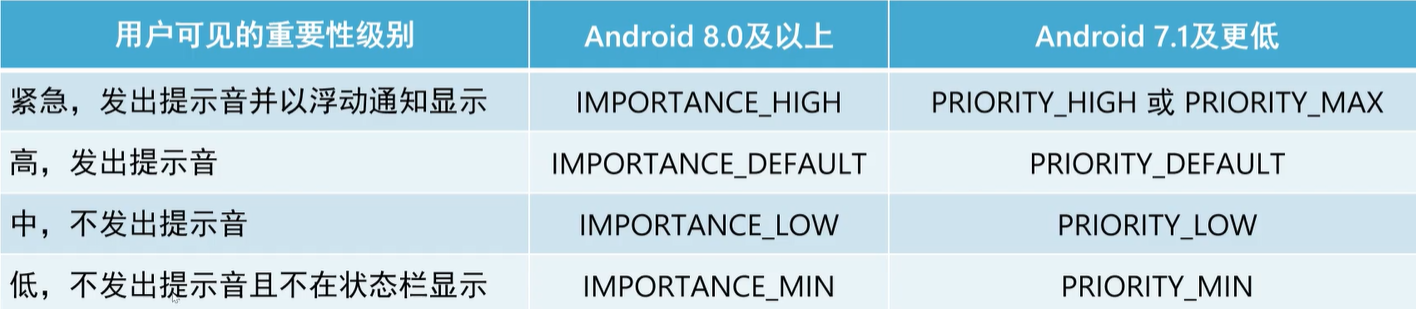 用户可见的重要性级别 Android 8.0及以上 Android 7.1及更低
紧急，发出提示音并以浮动通知显示 IMPORTANCE_HIGH PRIORITY_HIGH 或 PRIORITY_MAX
高，发出提示音 IMPORTANCE_DEFAULT PRIORITY_DEFAULT
中，不发出提示音 IMPORTANCE_LOW PRIORITY_LOW
低，不发出提示音且不在状态栏显示 IMPORTANCE_MIN PRIORITY_MIN